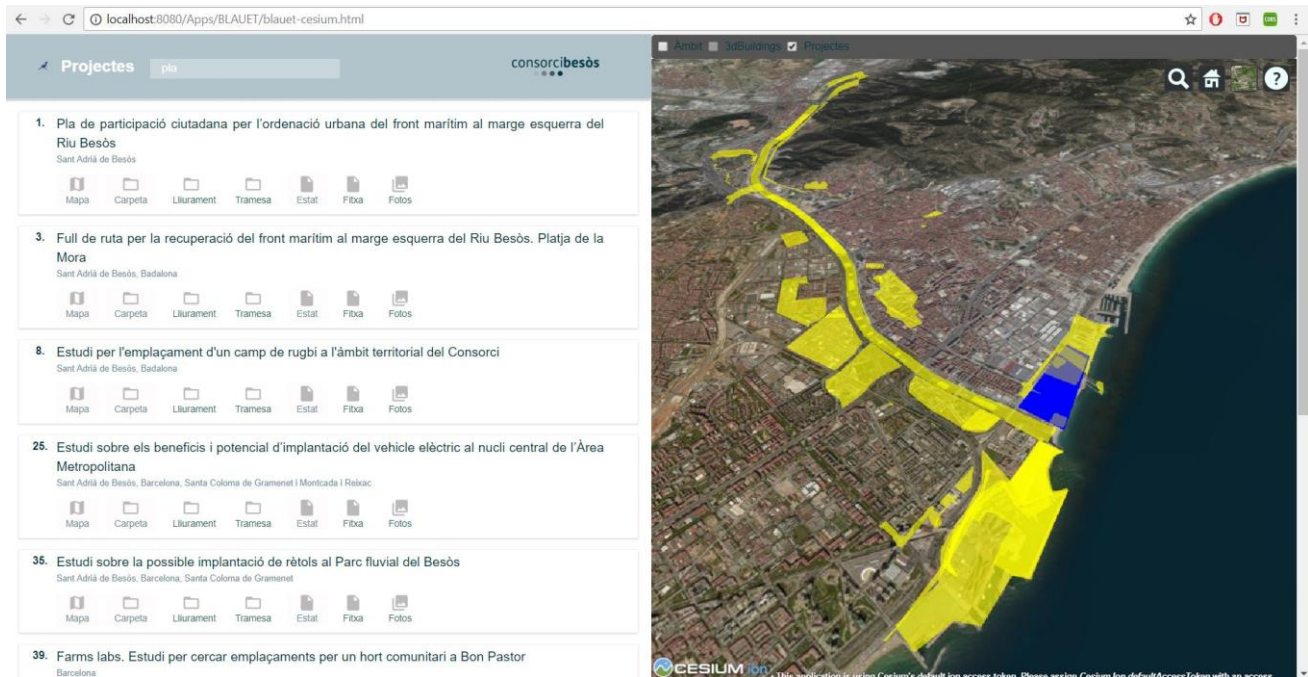 localhost:8080/Apps/BLAUET/blauet-cesium.html
Projectes
pla
consorcibesòs
Àmbit 3dBuildings Projectes
1. Pla de participació ciutadana per l'ordenació urbana del front marítim al marge esquerra del
Riu Besòs
Sant Adrià de Besòs
Mapa Carpeta Lliurament Tramesa Estat Fitxa Fotos
3. Full de ruta per la recuperació del front marítim al marge esquerra del Riu Besòs. Platja de la
Mora
Sant Adrià de Besòs, Badalona
Mapa Carpeta Lliurament Tramesa Estat Fitxa Fotos
8. Estudi per l'emplaçament d'un camp de rugbi a l'àmbit territorial del Consorci
Sant Adrià de Besòs, Badalona
Mapa Carpeta Lliurament Tramesa Estat Fitxa Fotos
25. Estudi sobre els beneficis i potencial d'implantació del vehicle elèctric al nucli central de l'Àrea
Metropolitana
Sant Adrià de Besòs, Barcelona, Santa Coloma de Gramenet i Montcada i Reixac
Mapa Carpeta Lliurament Tramesa Estat Fitxa Fotos
35. Estudi sobre la possible implantació de rètols al Parc fluvial del Besòs
Sant Adrià de Besòs, Barcelona, Santa Coloma de Gramenet
Mapa Carpeta Lliurament Tramesa Estat Fitxa Fotos
39. Farms labs. Estudi per cercar emplaçaments per un hort comunitari a Bon Pastor
Barcelona
CESIUM ion • This application is using Cesium's default ion access token. Please assign Cesium.Ion.defaultAccessToken with an access